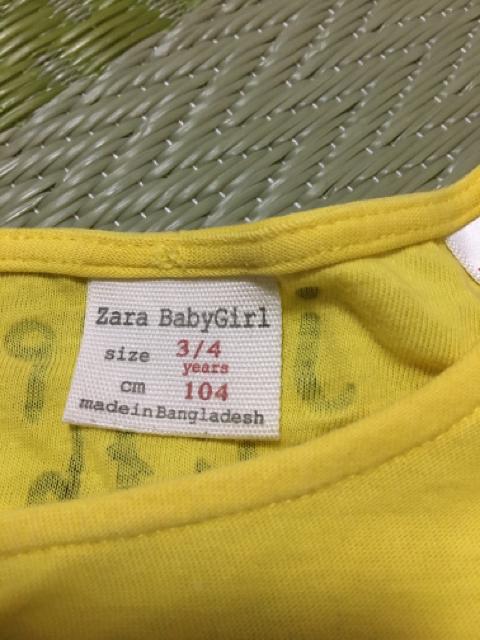 Zara BabyGirl
size 3/4
years
cm 104
madeinBangladesh